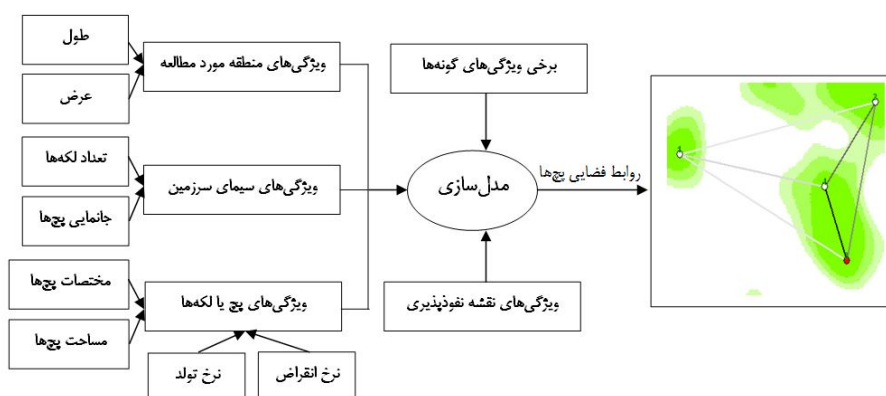 طول
عرض
ویژگی‌های منطقه مورد مطالعه
تعداد لکه‌ها
جانمایی پچ‌ها
ویژگی‌های سیمای سرزمین
مختصات پچ‌ها
مساحت پچ‌ها
ویژگی‌های پچ یا لکه‌ها
نرخ تولد
نرخ انقراض
برخی ویژگی‌های گونه‌ها
مدل‌سازی
ویژگی‌های نقشه نفوذپذیری
روابط فضایی پچ‌ها
2